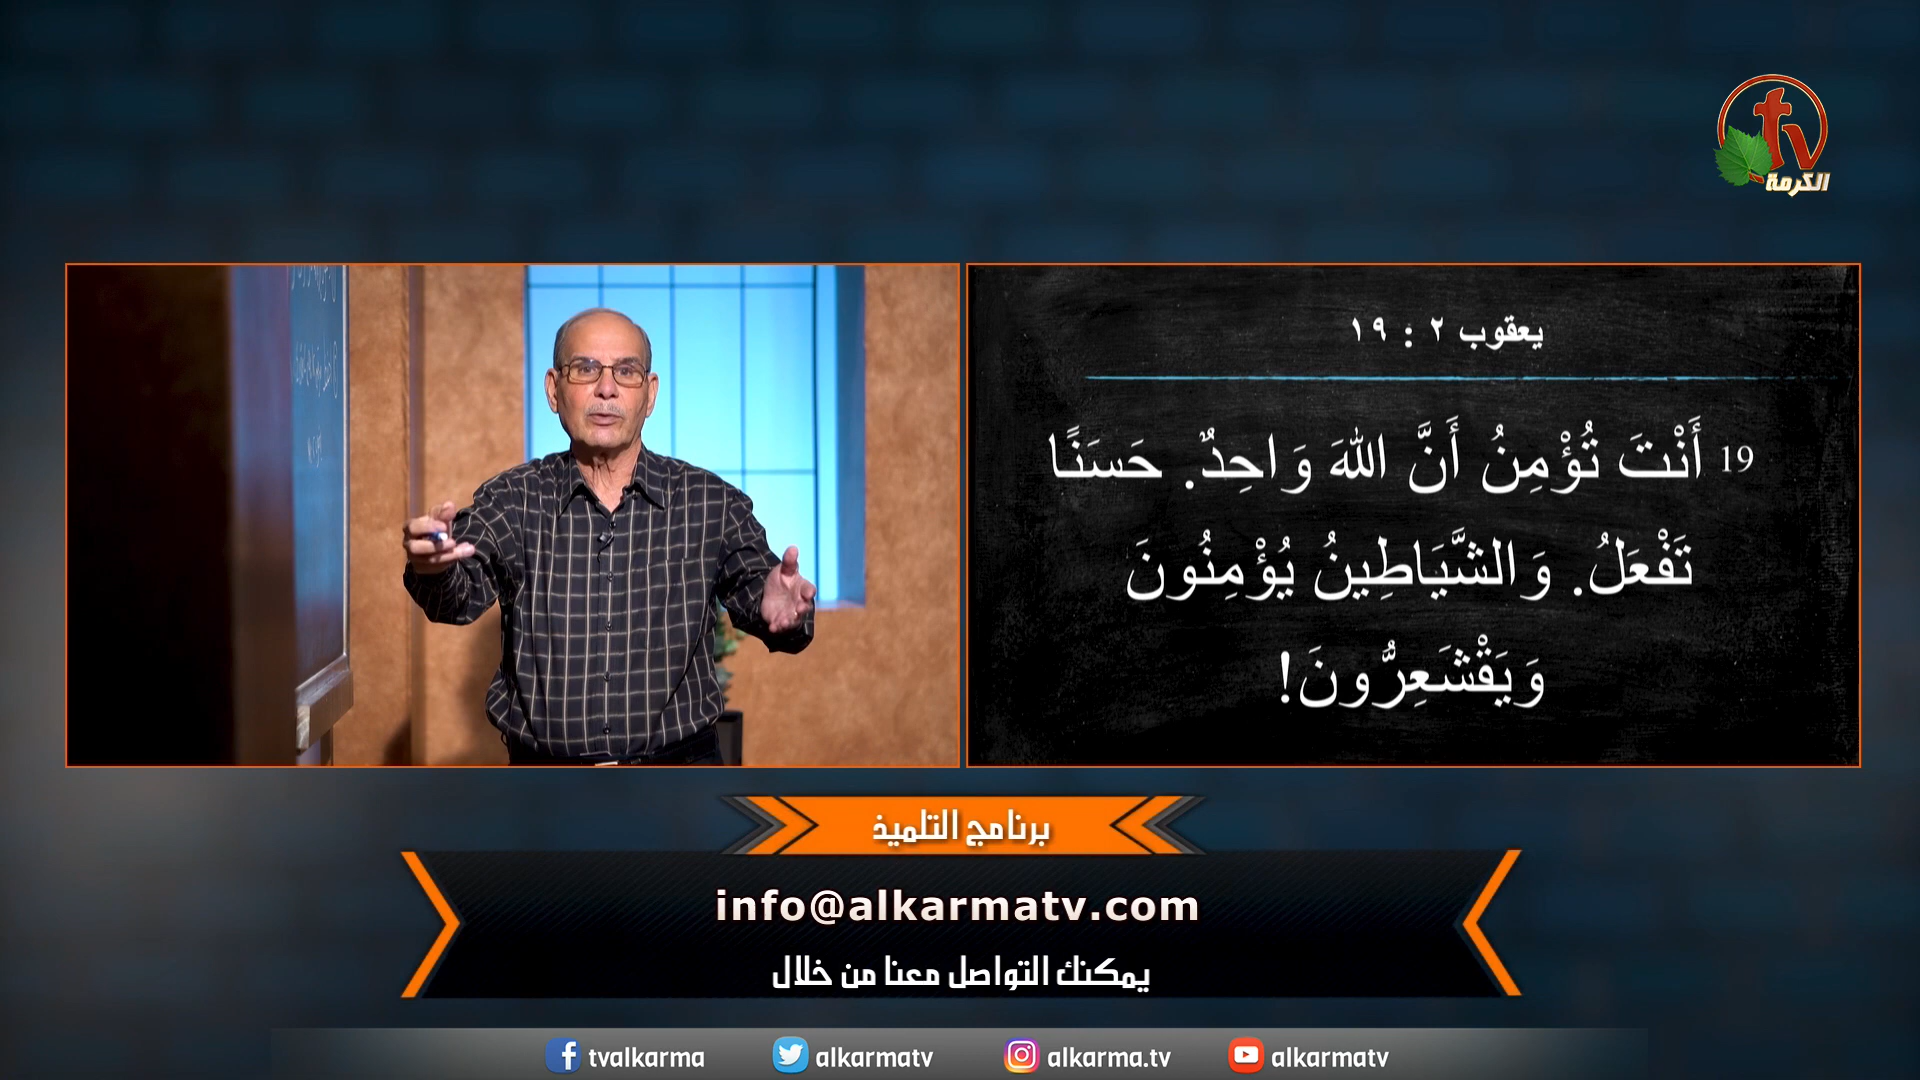 tv
الكرمة
يعقوب ٢ : ١٩
19 أَنْتَ تُؤْمِنُ أَنَّ اللهَ وَاحِدٌ. حَسَنًا
تَفْعَلُ. وَالشَّيَاطِينُ يُؤْمِنُونَ
وَيَقْشَعِرُّونَ!
برنامج التلميذ
info@alkarmatv.com
يمكنك التواصل معنا من خلال
tvalkarma
alkarmatv
alkarma.tv
alkarmatv